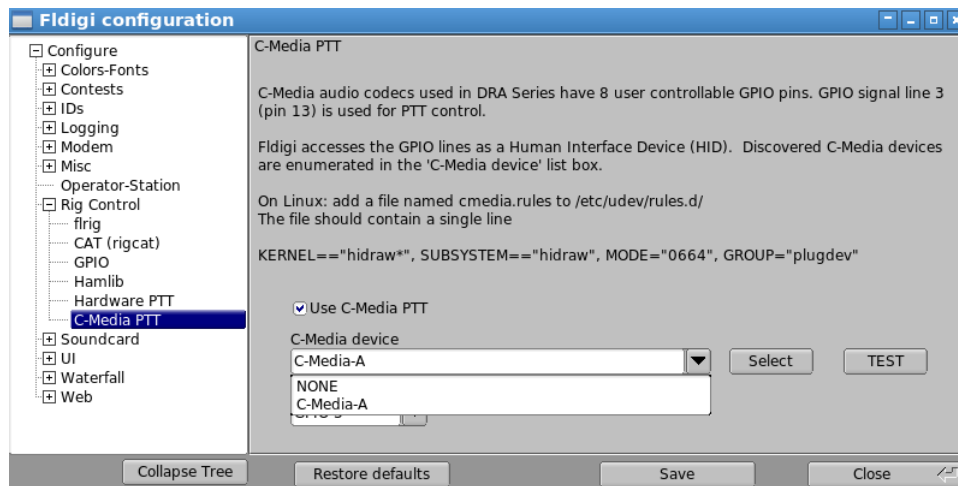 Fldigi configuration
Configure
Colors-Fonts
Contests
IDs
Logging
Modem
Misc
Operator-Station
Rig Control
flrig
CAT (rigcat)
GPIO
Hamlib
Hardware PTT
C-Media PTT
Soundcard
UI
Waterfall
Web
Collapse Tree
C-Media PTT
C-Media audio codecs used in DRA Series have 8 user controllable GPIO pins. GPIO signal line 3
(pin 13) is used for PTT control.
Fldigi accesses the GPIO lines as a Human Interface Device (HID).  Discovered C-Media devices
are enumerated in the 'C-Media device' list box.
On Linux: add a file named cmedia.rules to /etc/udev/rules.d/
The file should contain a single line
KERNEL=="hidraw*", SUBSYSTEM=="hidraw", MODE="0664", GROUP="plugdev"
Use C-Media PTT
C-Media device
C-Media-A
Select
TEST
NONE
C-Media-A
Restore defaults
Save
Close